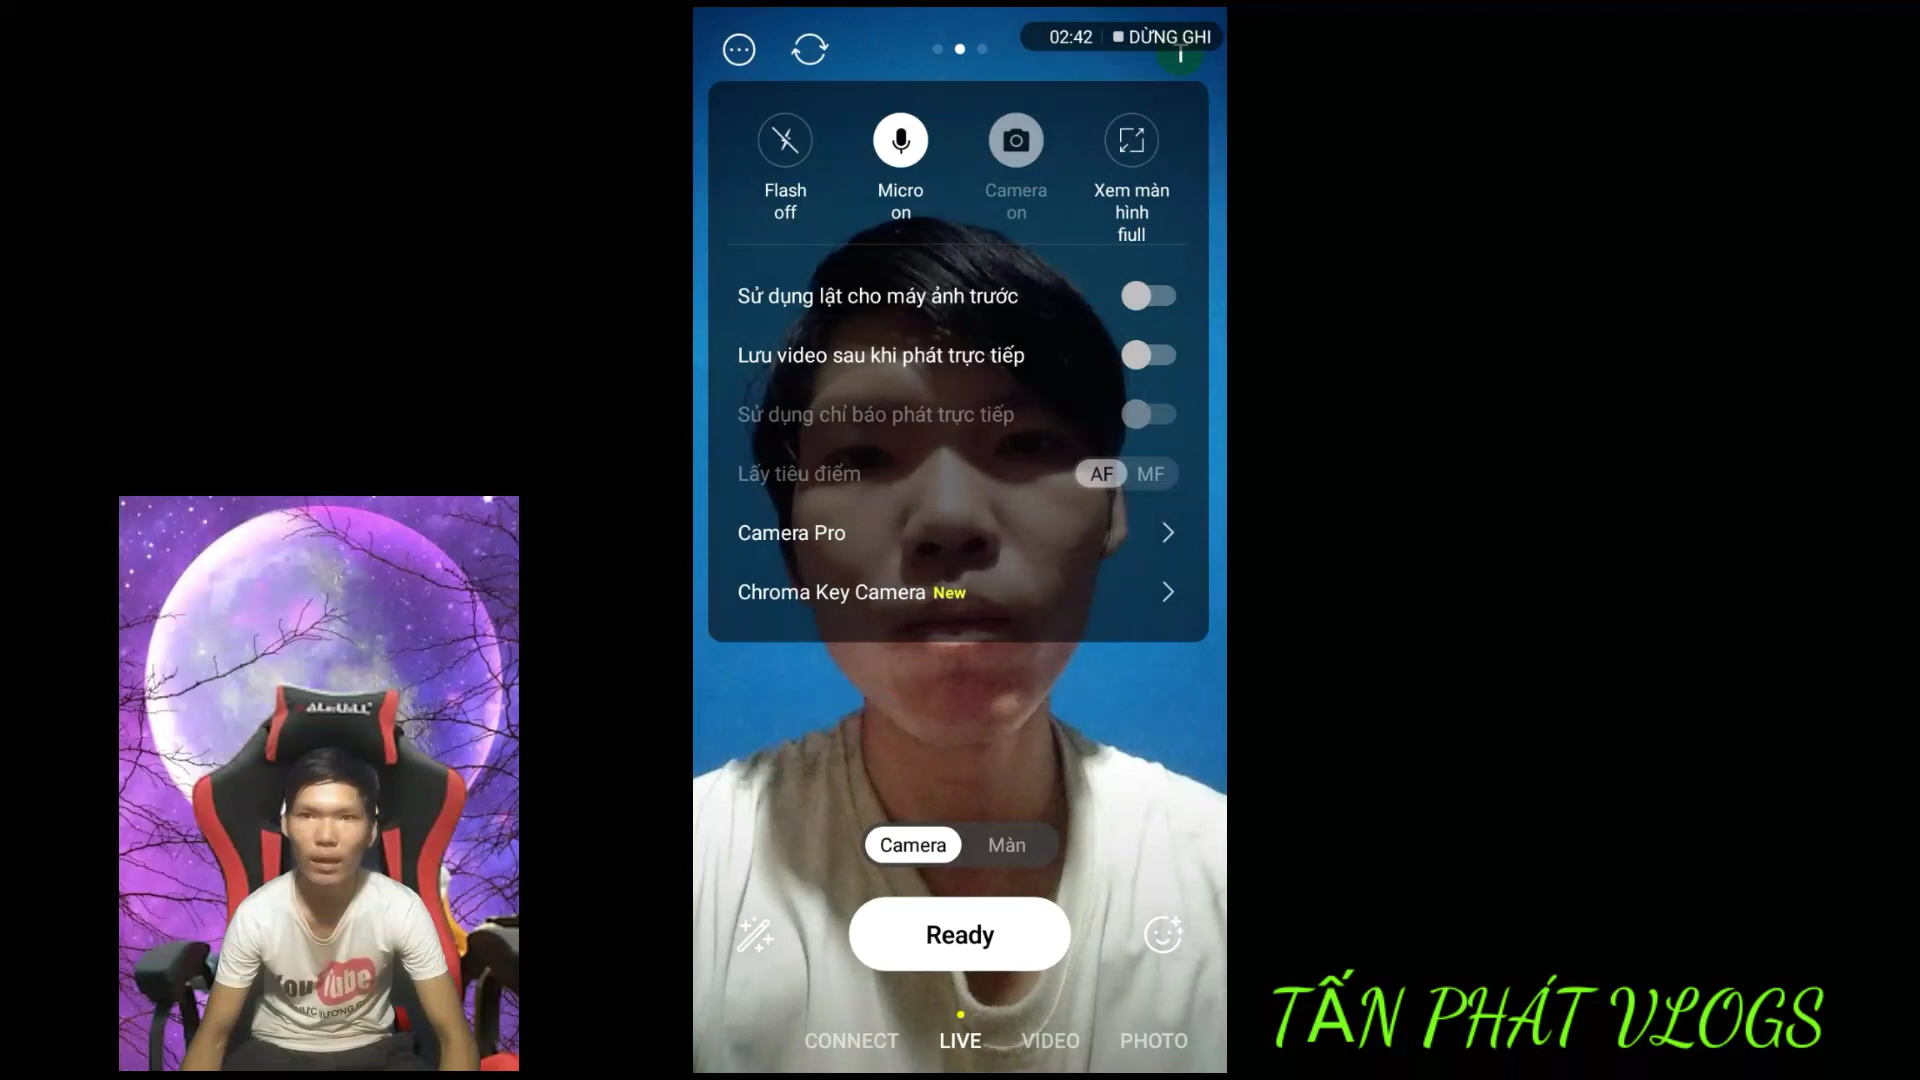 02:42 DỪNG GHI
T
Flash off
Micro on
Camera on
Xem màn hình fiull
Sử dụng lật cho máy ảnh trước
Lưu video sau khi phát trực tiếp
Sử dụng chỉ báo phát trực tiếp
Lấy tiêu điểm AF MF
Camera Pro
Chroma Key Camera New
Camera Màn
Ready
CONNECT LIVE VIDEO PHOTO
YouTube
TẤN PHÁT VLOGS